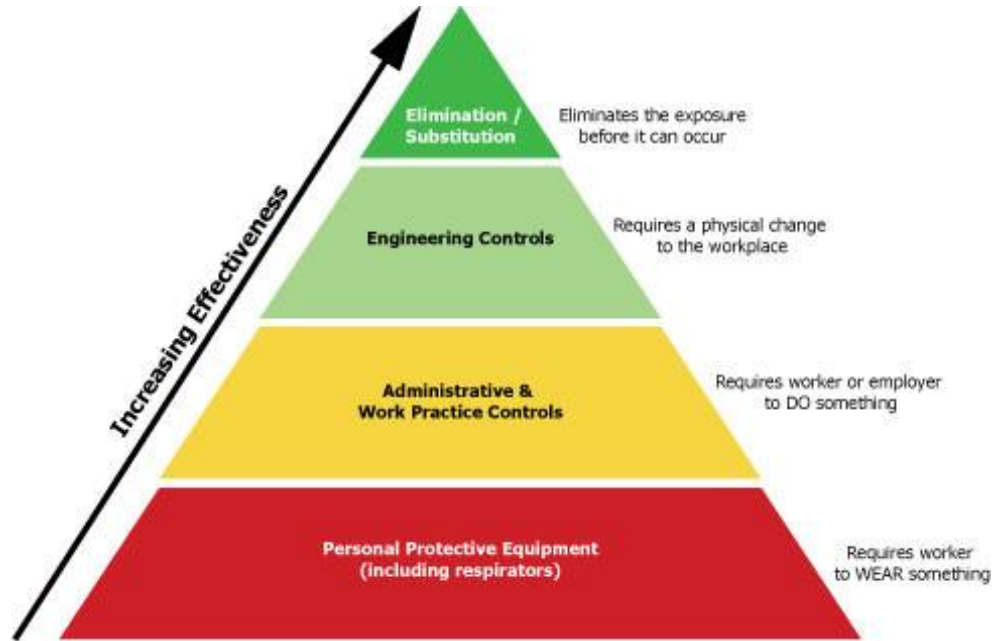 Elimination /
Substitution
Eliminates the exposure
before it can occur
Engineering Controls
Requires a physical change
to the workplace
Increasing Effectiveness
Administrative &
Work Practice Controls
Requires worker or employer
to DO something
Personal Protective Equipment
(including respirators)
Requires worker
to WEAR something